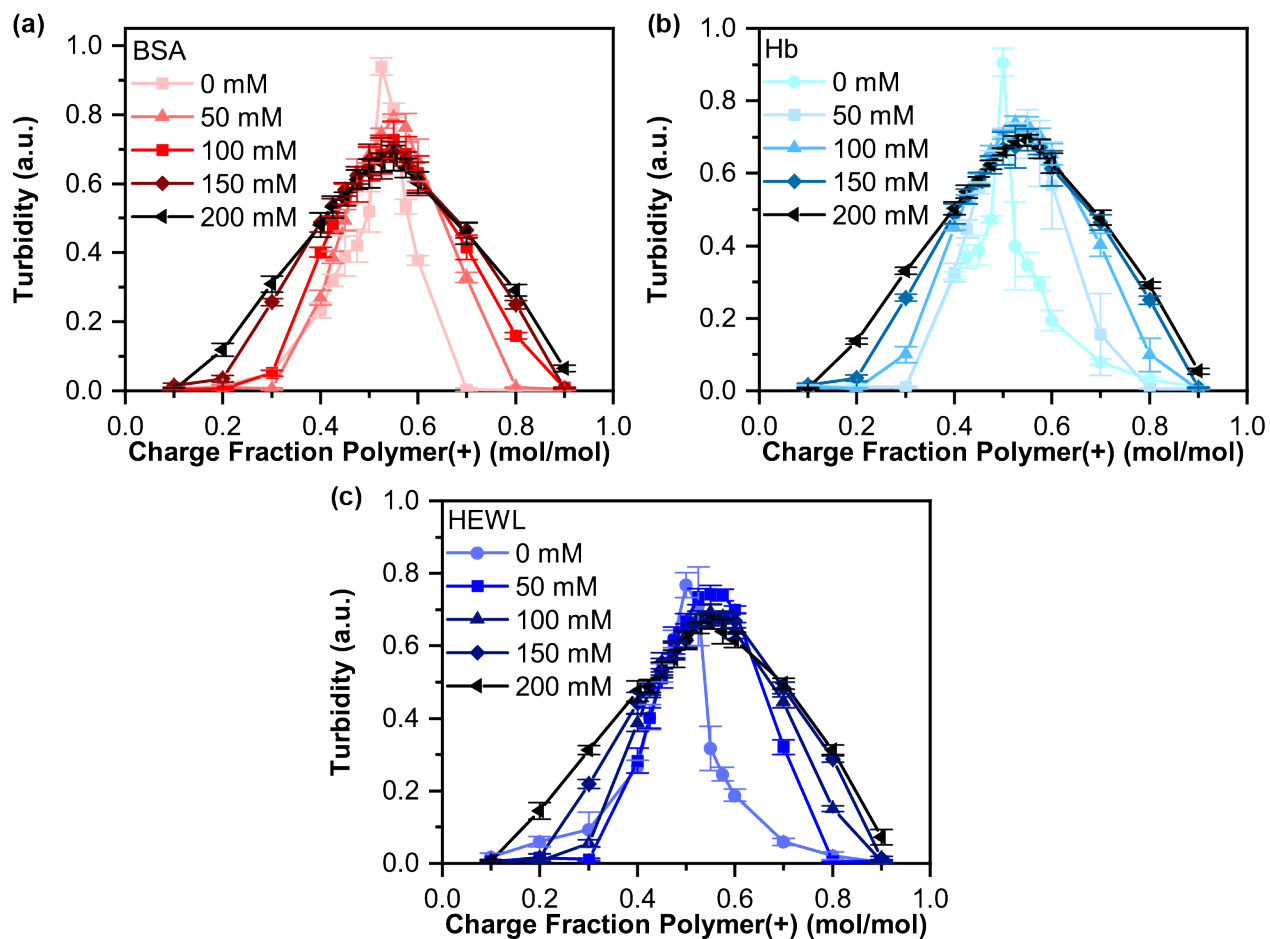 (a)
BSA
0 mM
50 mM
100 mM
150 mM
200 mM
Turbidity (a.u.)
1.0
0.8
0.6
0.4
0.2
0.0
0.0 0.2 0.4 0.6 0.8 1.0
Charge Fraction Polymer(+) (mol/mol)
(b)
Hb
0 mM
50 mM
100 mM
150 mM
200 mM
Turbidity (a.u.)
1.0
0.8
0.6
0.4
0.2
0.0
0.0 0.2 0.4 0.6 0.8 1.0
Charge Fraction Polymer(+) (mol/mol)
(c)
HEWL
0 mM
50 mM
100 mM
150 mM
200 mM
Turbidity (a.u.)
1.0
0.8
0.6
0.4
0.2
0.0
0.0 0.2 0.4 0.6 0.8 1.0
Charge Fraction Polymer(+) (mol/mol)